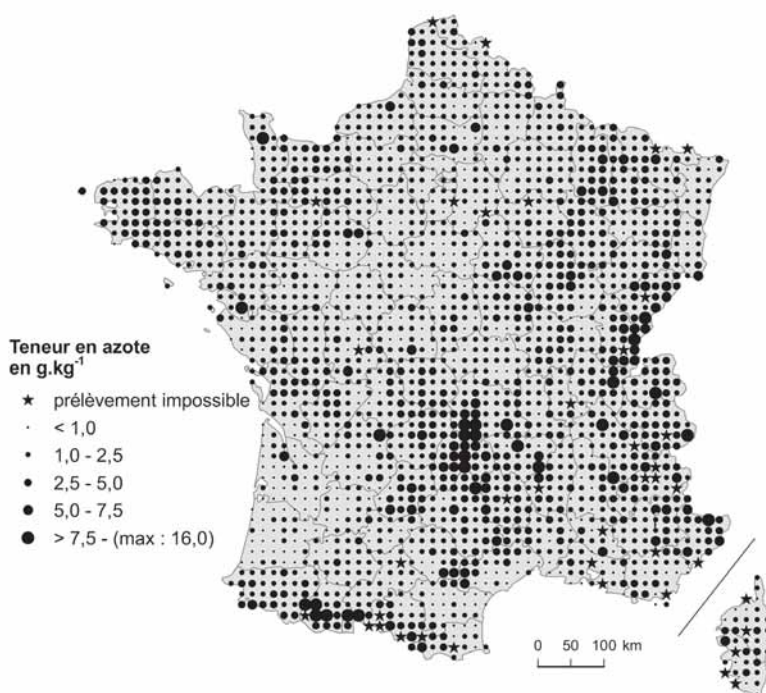 Teneur en azote
en g.kg⁻¹
prélèvement impossible
< 1,0
1,0 - 2,5
2,5 - 5,0
5,0 - 7,5
> 7,5 - (max : 16,0)
0 50 100 km